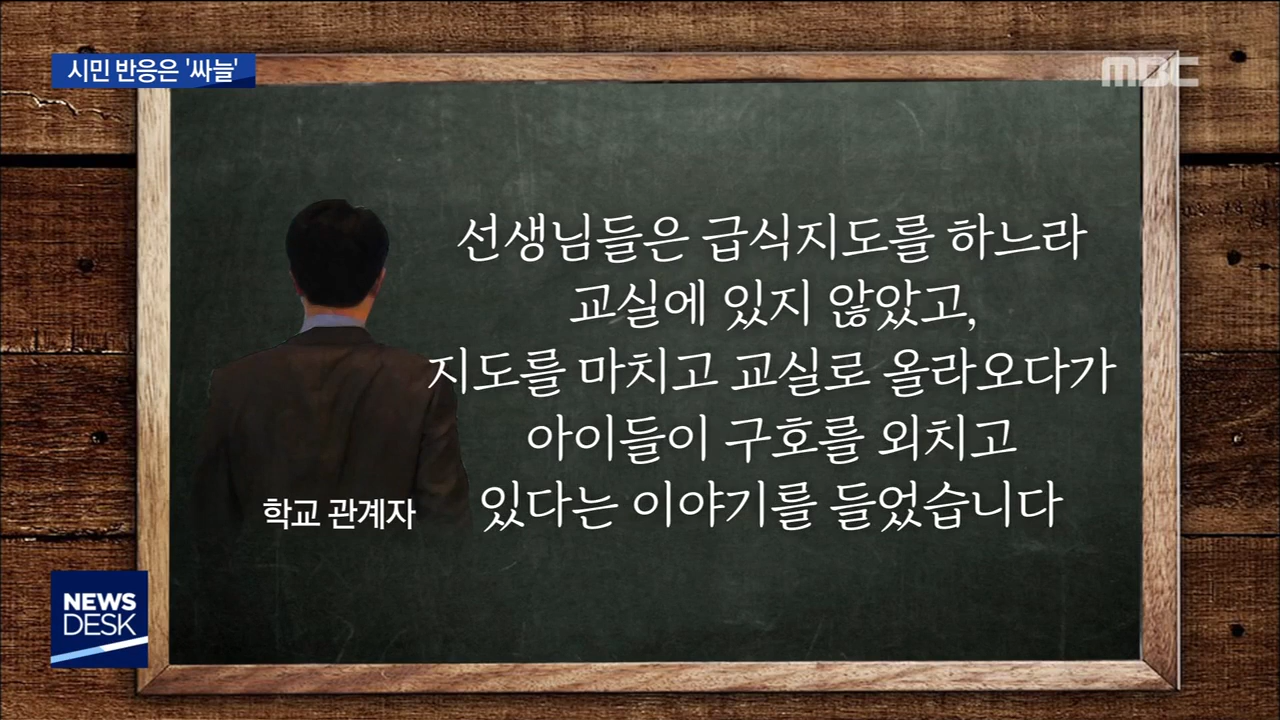 시민 반응은 '싸늘'
MBC
선생님들은 급식지도를 하느라
교실에 있지 않았고,
지도를 마치고 교실로 올라오다가
아이들이 구호를 외치고
있다는 이야기를 들었습니다
학교 관계자
NEWS
DESK